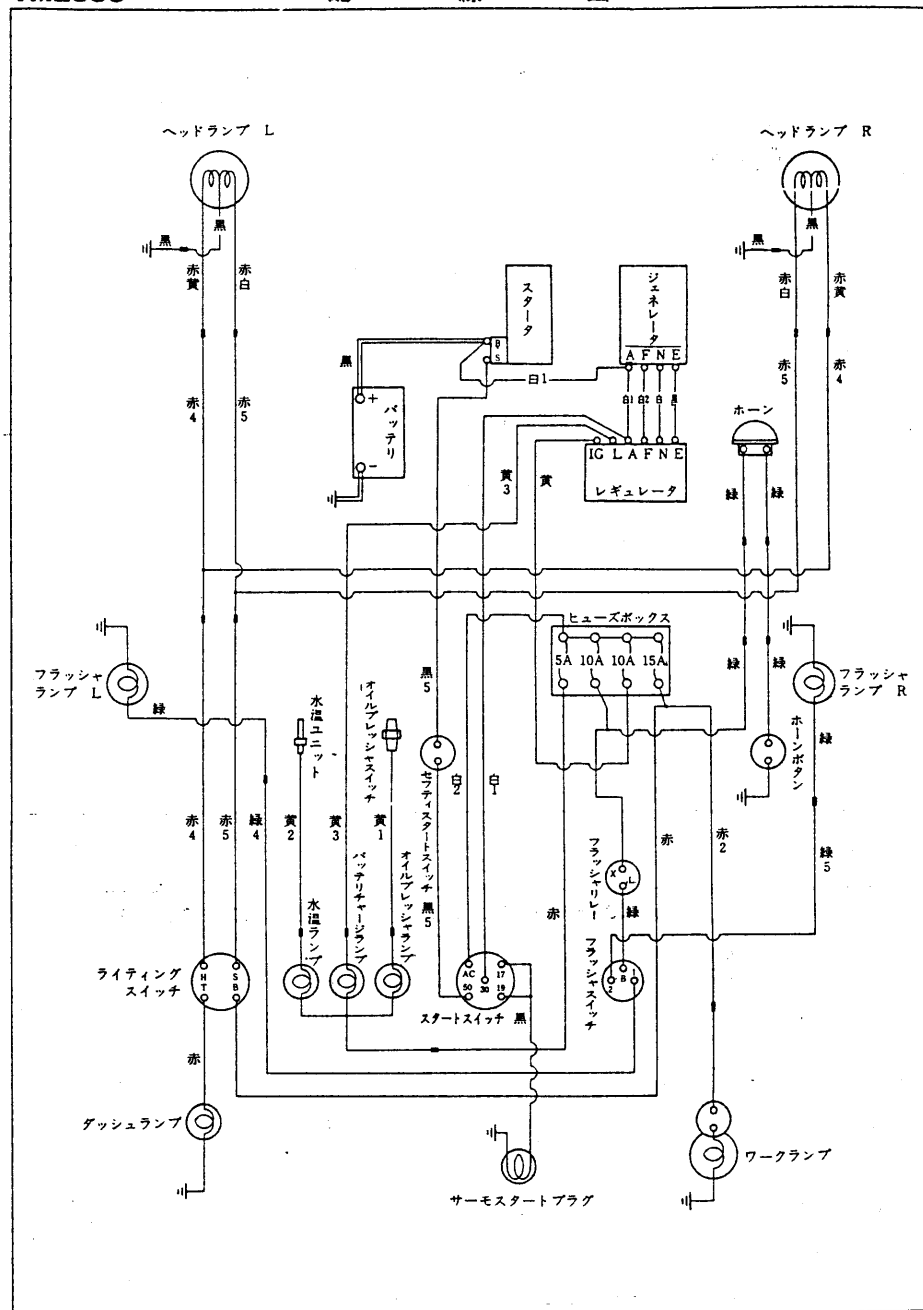 ヘッドランプ L
ヘッドランプ R
黒
黒
黒
黒
赤黄
赤白
赤白
赤黄
スタータ
B
S
ジェネレータ
A F N E
黒
白1
白1
白2
白
黒
+
バッテリ
−
赤4
赤5
赤5
赤4
ホーン
IG L A F N E
レギュレータ
黄3
黄
緑
緑
ヒューズボックス
5A 10A 10A 15A
フラッシャランプ L
緑
水温ユニット
オイルプレッシャスイッチ
黒5
セフティスタートスイッチ
白2
白1
緑
緑
フラッシャランプ R
ホーンボタン
緑
赤4
赤5
緑4
黄2
黄3
黄1
赤
赤2
緑5
水温ランプ
バッテリチャージランプ
オイルプレッシャランプ
黒5
赤
フラッシャリレー
X
L
緑
フラッシャスイッチ
2 B 1
ライティングスイッチ
H S
T B
AC 17
50 30 19
スタートスイッチ
黒
赤
ダッシュランプ
サーモスタートプラグ
ワークランプ